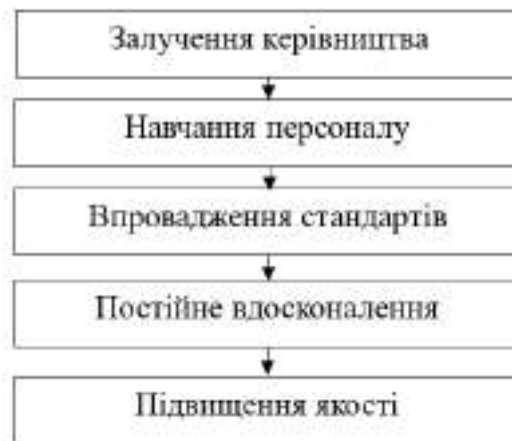 Залучення керівництва
Навчання персоналу
Впровадження стандартів
Постійне вдосконалення
Підвищення якості